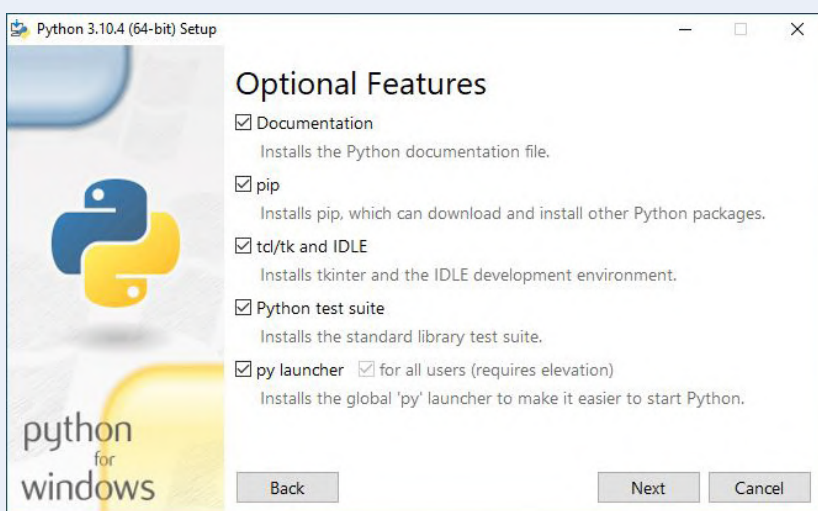 Python 3.10.4 (64-bit) Setup
Optional Features
Documentation
Installs the Python documentation file.
pip
Installs pip, which can download and install other Python packages.
tcl/tk and IDLE
Installs tkinter and the IDLE development environment.
Python test suite
Installs the standard library test suite.
py launcher for all users (requires elevation)
Installs the global 'py' launcher to make it easier to start Python.
python
for
windows
Back Next Cancel